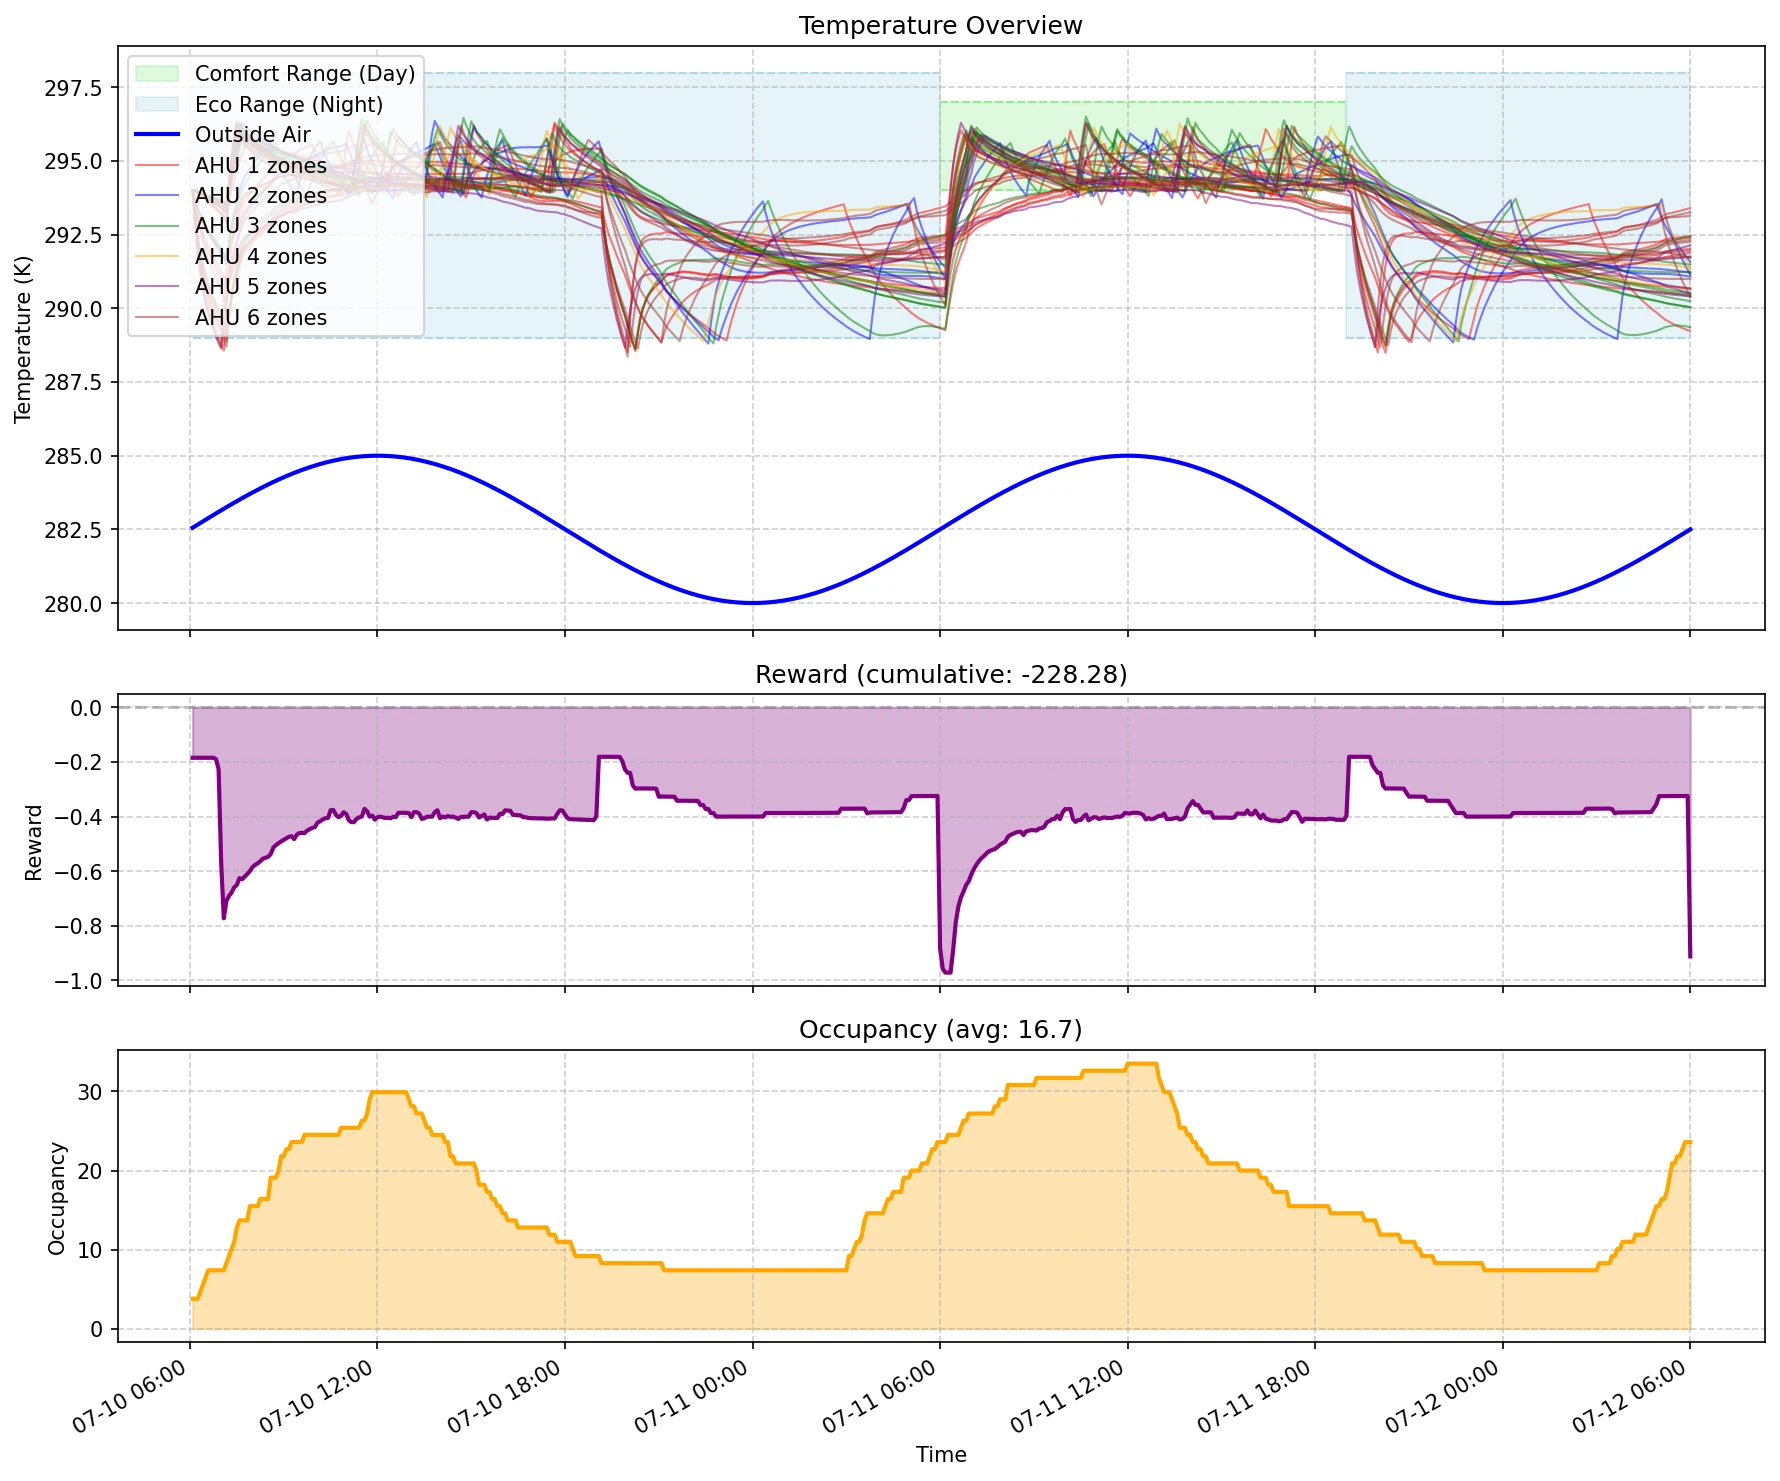 Temperature Overview
Temperature (K)
297.5
295.0
292.5
290.0
287.5
285.0
282.5
280.0
Comfort Range (Day)
Eco Range (Night)
Outside Air
AHU 1 zones
AHU 2 zones
AHU 3 zones
AHU 4 zones
AHU 5 zones
AHU 6 zones
Reward (cumulative: -228.28)
Reward
0.0
−0.2
−0.4
−0.6
−0.8
−1.0
Occupancy (avg: 16.7)
Occupancy
30
20
10
0
07-10 06:00
07-10 12:00
07-10 18:00
07-11 00:00
07-11 06:00
07-11 12:00
07-11 18:00
07-12 00:00
07-12 06:00
Time